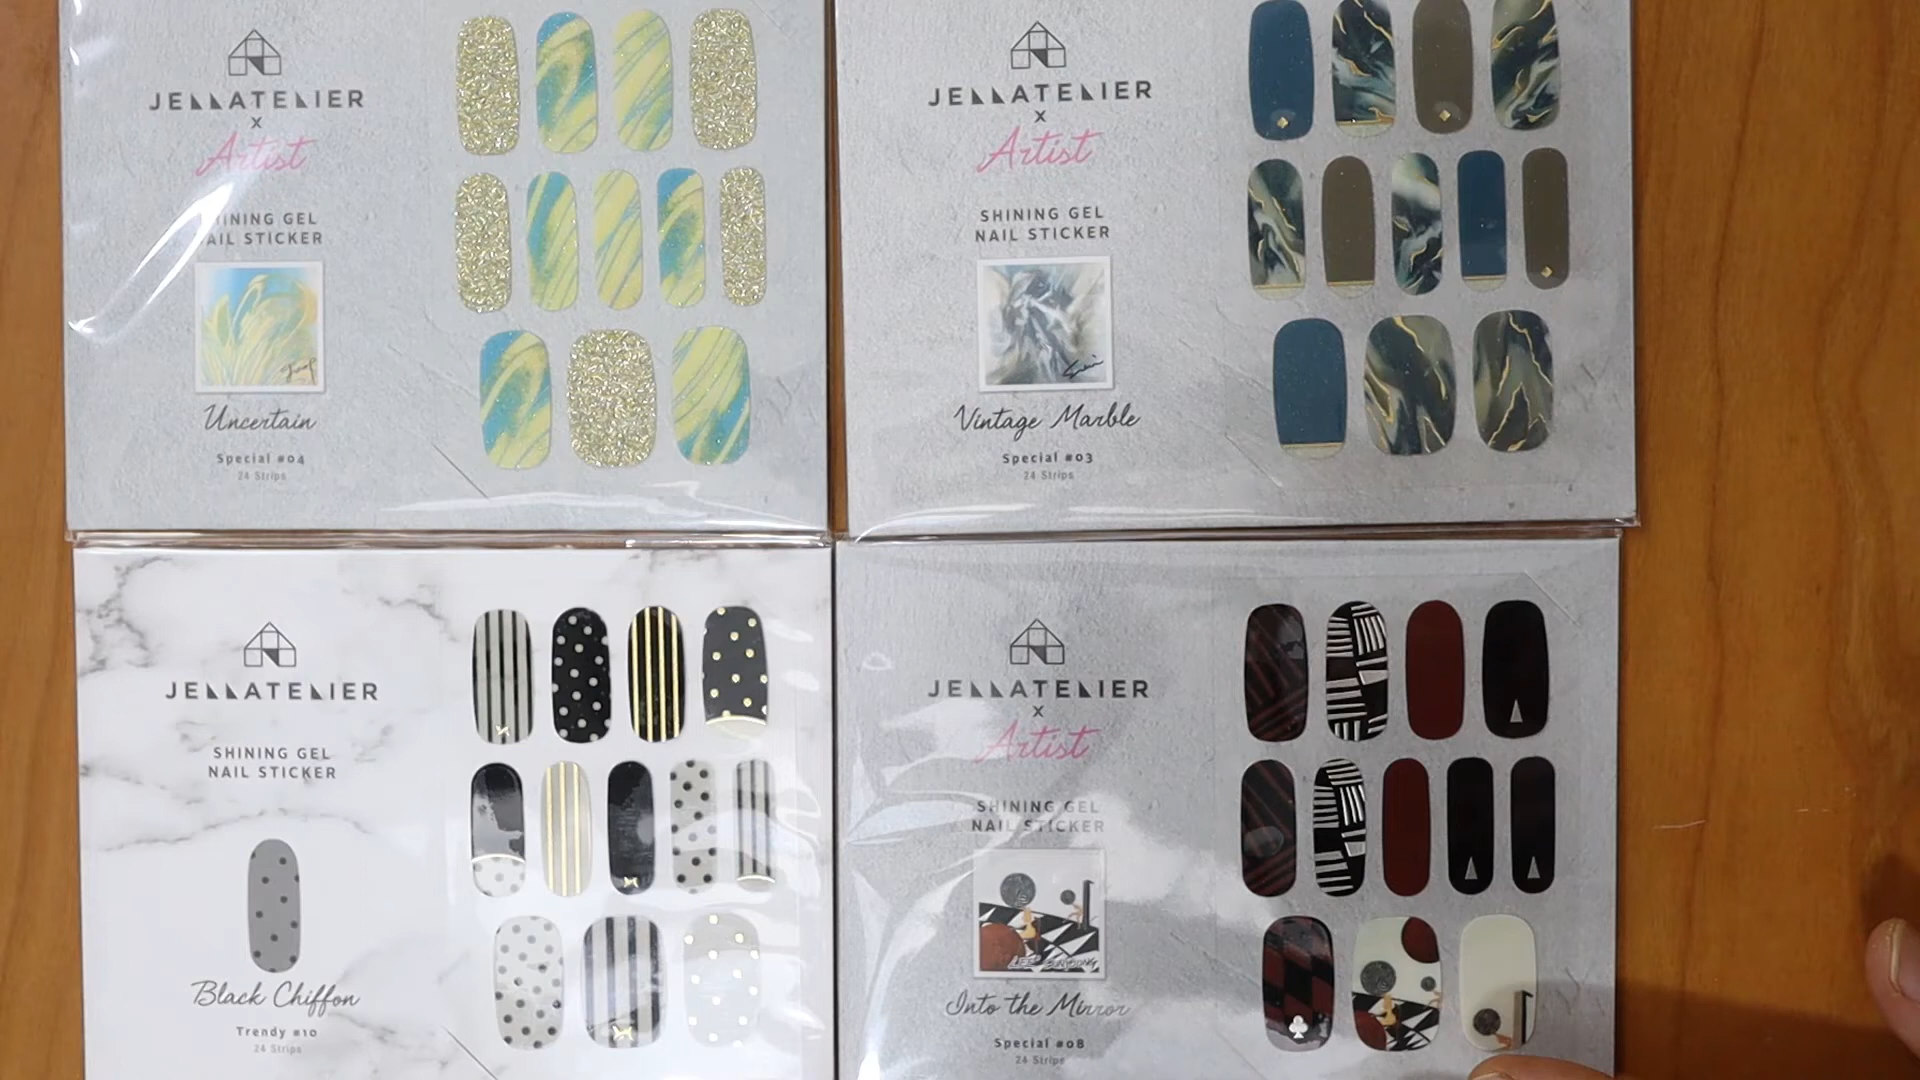 JELLATELIER
X
Artist
SHINING GEL
NAIL STICKER
Uncertain
Special #04
24 Strips
JELLATELIER
X
Artist
SHINING GEL
NAIL STICKER
Vintage Marble
Special #03
24 Strips
JELLATELIER
SHINING GEL
NAIL STICKER
Black Chiffon
Trendy #10
24 Strips
JELLATELIER
X
Artist
SHINING GEL
NAIL STICKER
Into the Mirror
Special #08
24 Strips